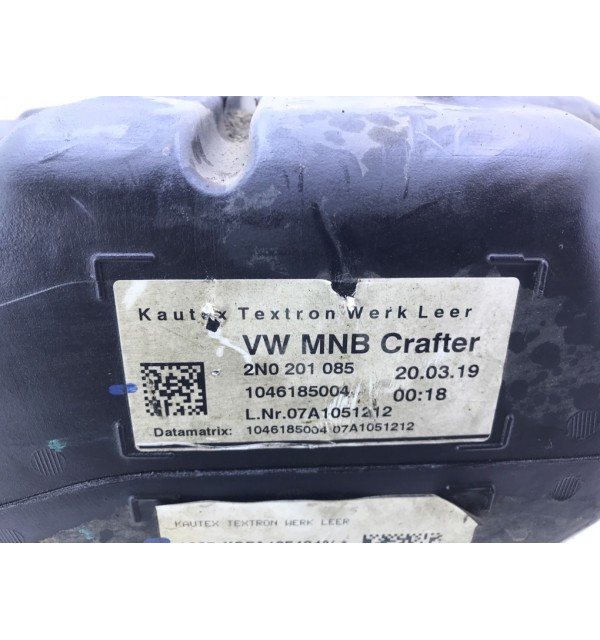 Kautex Textron Werk Leer
VW MNB Crafter
2N0 201 085 20.03.19
1046185004 00:18
L.Nr.07A1051212
Datamatrix: 1046185004 07A1051212
KAUTEX TEXTRON WERK LEER